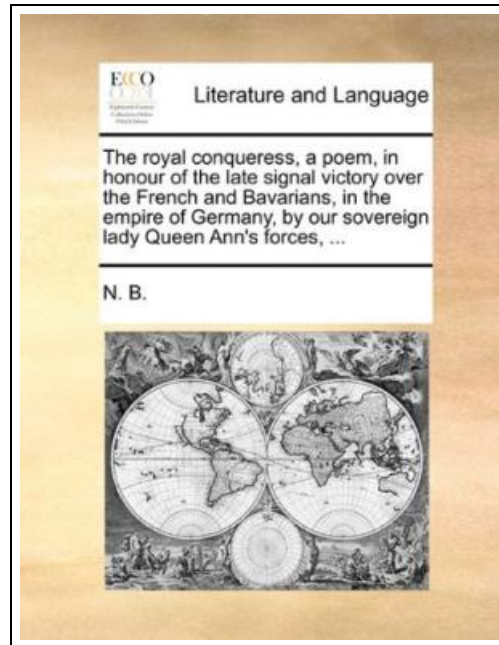 ECCO
Literature and Language
The royal conqueress, a poem, in
honour of the late signal victory over
the French and Bavarians, in the
empire of Germany, by our sovereign
lady Queen Ann's forces, ...
N. B.